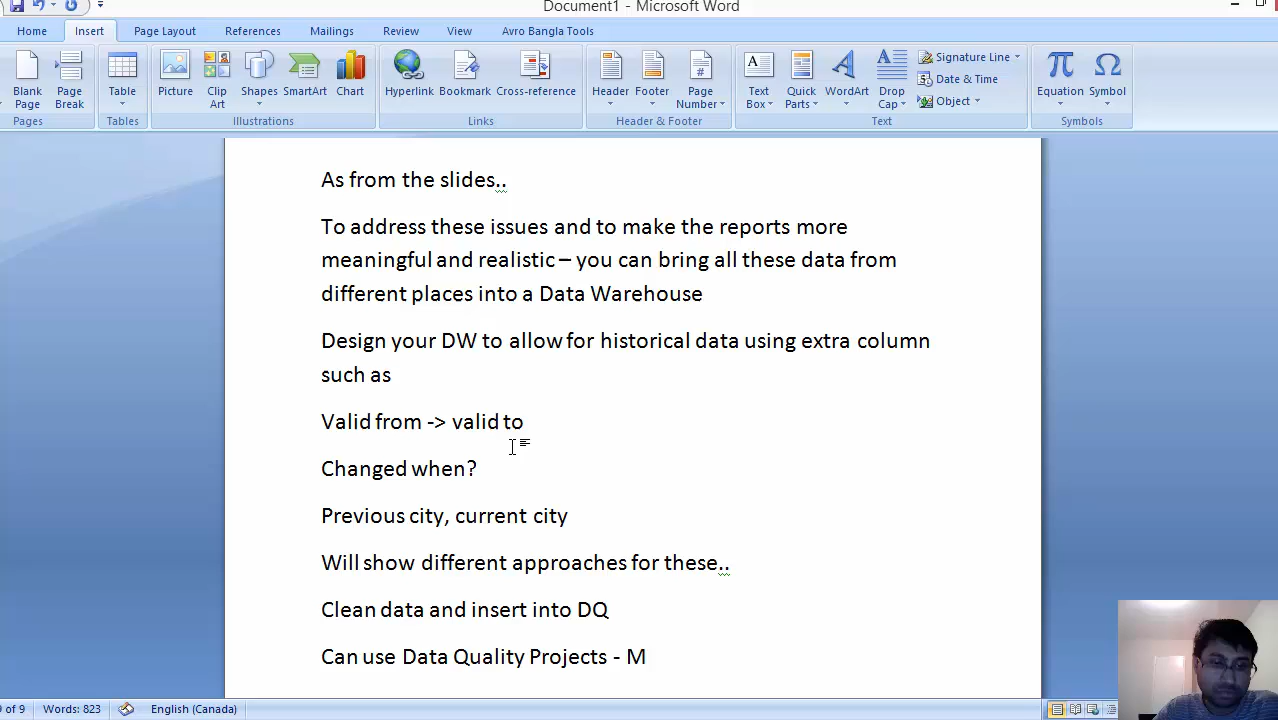 Document1 - Microsoft Word
Home Insert Page Layout References Mailings Review View Avro Bangla Tools
Blank Page
Page Break
Table
Picture
Clip Art
Shapes
SmartArt
Chart
Hyperlink
Bookmark
Cross-reference
Header
Footer
Page Number
Text Box
Quick Parts
WordArt
Drop Cap
Signature Line
Date & Time
Object
Equation
Symbol
Pages Tables Illustrations Links Header & Footer Text Symbols
As from the slides..
To address these issues and to make the reports more
meaningful and realistic – you can bring all these data from
different places into a Data Warehouse
Design your DW to allow for historical data using extra column
such as
Valid from -> valid to
Changed when?
Previous city, current city
Will show different approaches for these..
Clean data and insert into DQ
Can use Data Quality Projects - M
of 9 Words: 823 English (Canada)